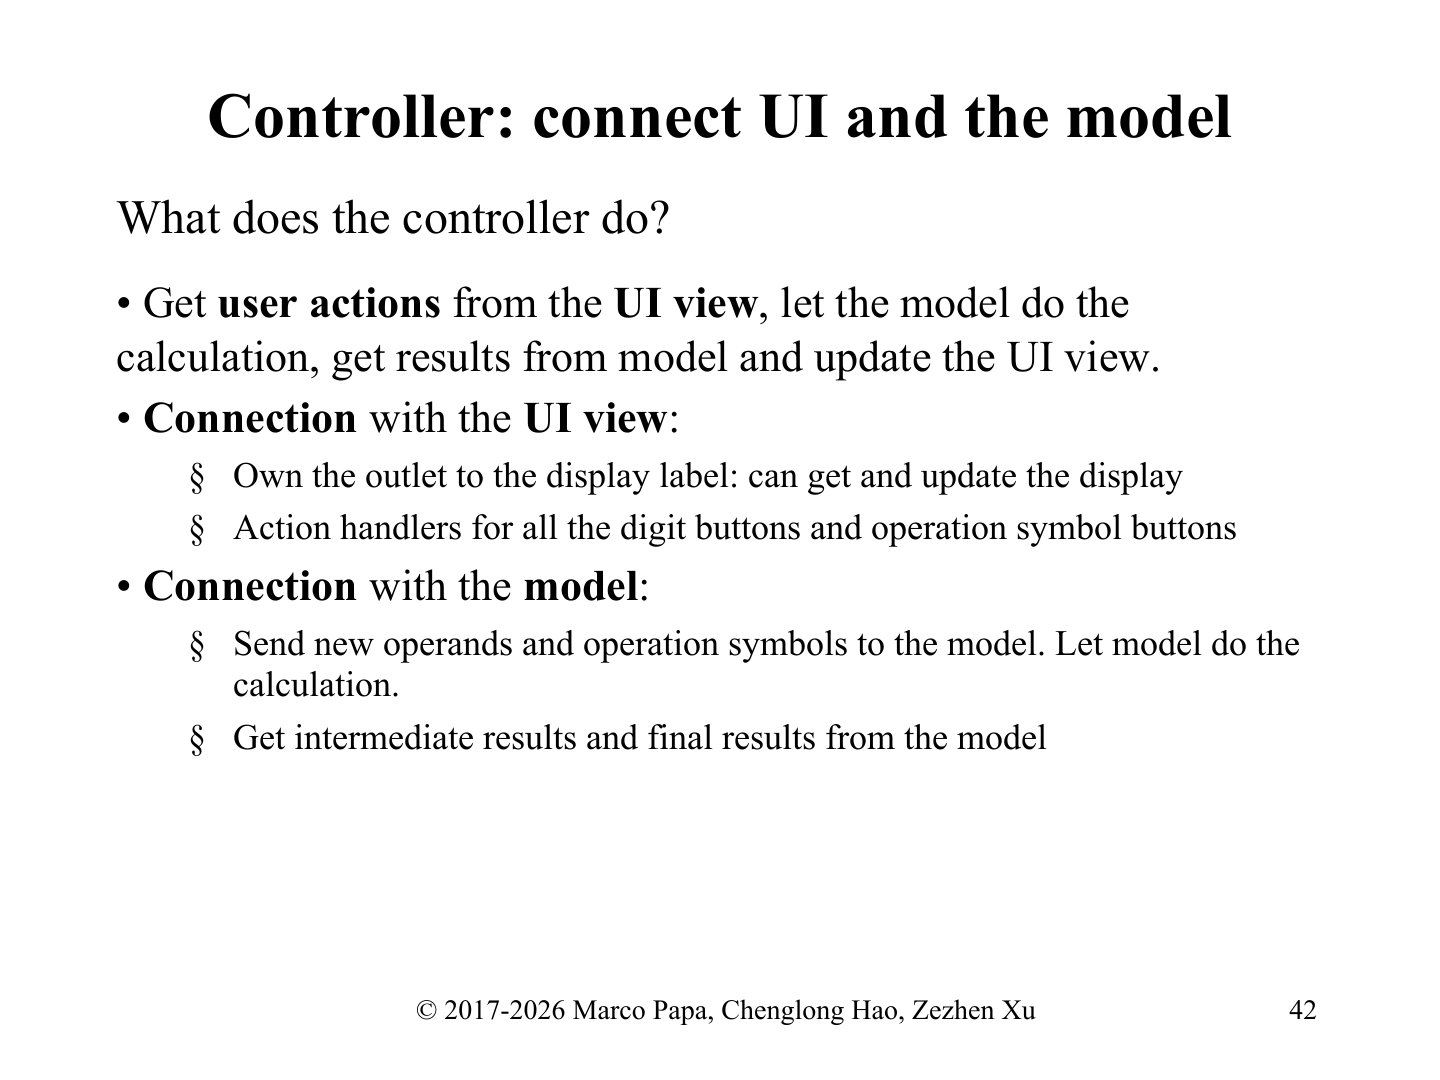 Controller: connect UI and the model
What does the controller do?
• Get user actions from the UI view, let the model do the
calculation, get results from model and update the UI view.
• Connection with the UI view:
§ Own the outlet to the display label: can get and update the display
§ Action handlers for all the digit buttons and operation symbol buttons
• Connection with the model:
§ Send new operands and operation symbols to the model. Let model do the
calculation.
§ Get intermediate results and final results from the model
© 2017-2026 Marco Papa, Chenglong Hao, Zezhen Xu
42